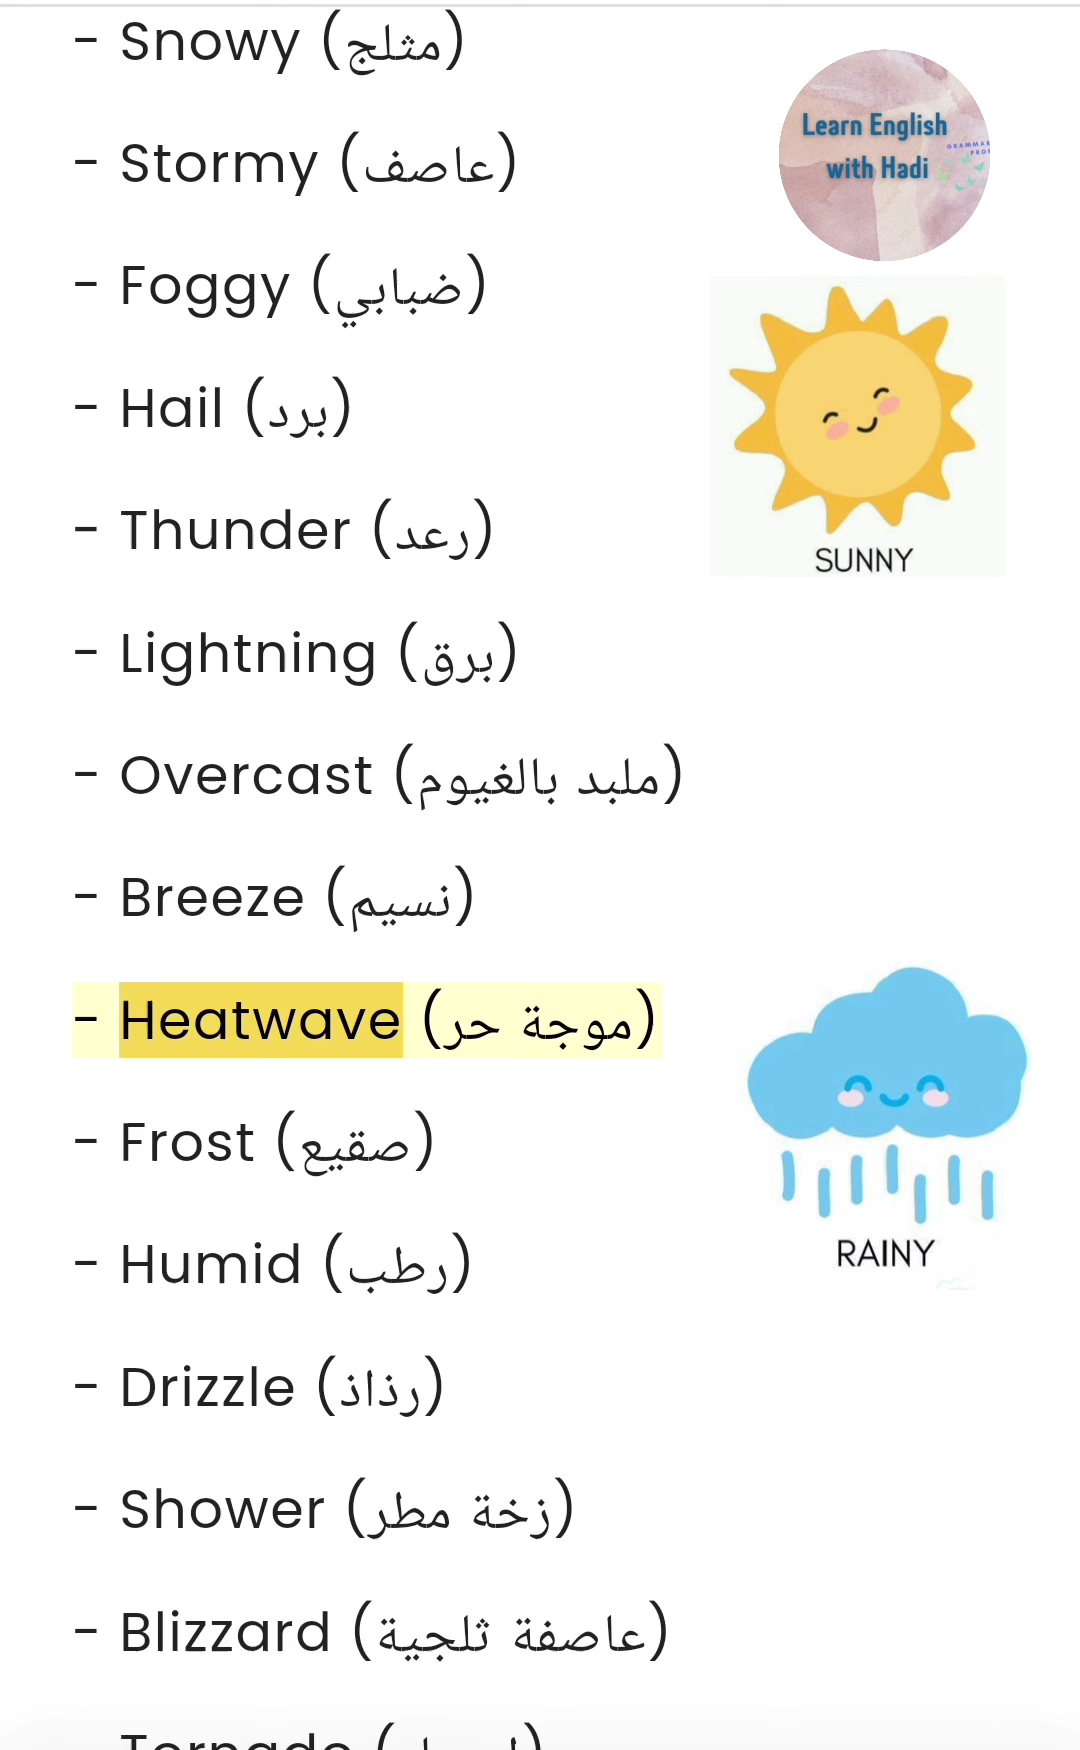 - Snowy (مثلج)
- Stormy (عاصف)
- Foggy (ضبابي)
- Hail (برد)
- Thunder (رعد)
- Lightning (برق)
- Overcast (ملبد بالغيوم)
- Breeze (نسيم)
- Heatwave (موجة حر)
- Frost (صقيع)
- Humid (رطب)
- Drizzle (رذاذ)
- Shower (زخة مطر)
- Blizzard (عاصفة ثلجية)
Learn English
with Hadi
GRAMMAR
SUNNY
RAINY